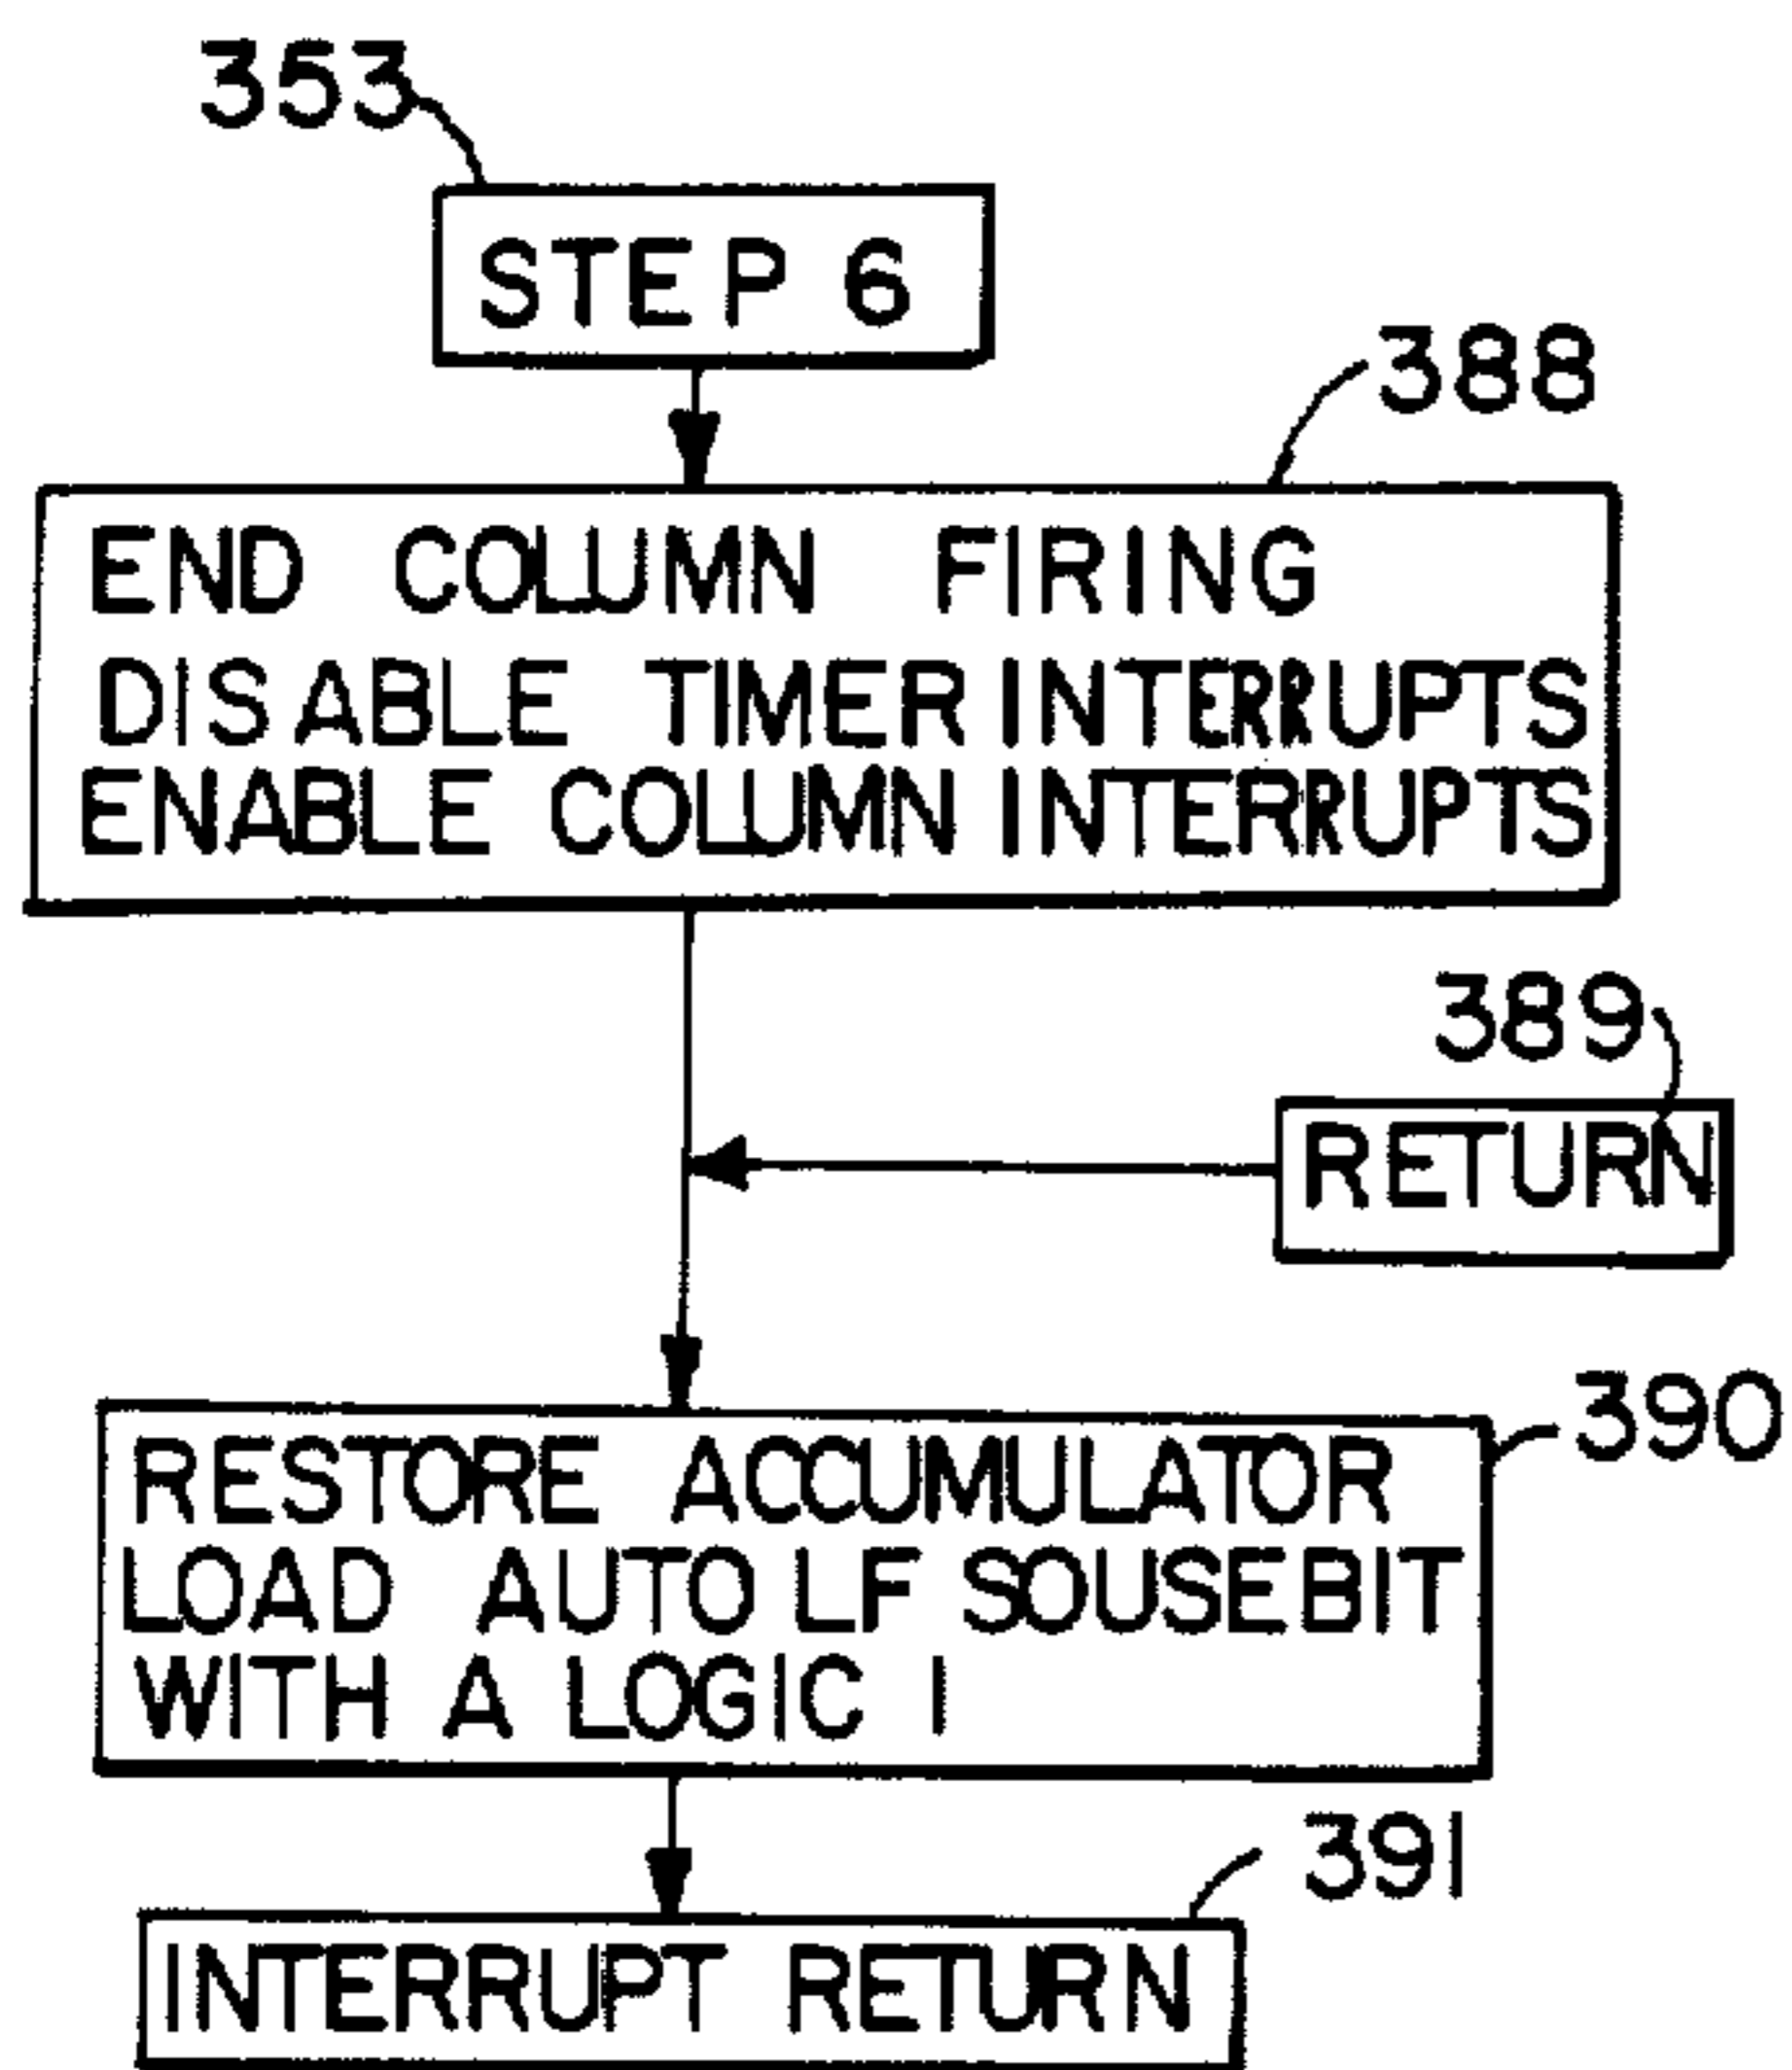 353
STEP 6
388
END COLUMN FIRING
DISABLE TIMER INTERRUPTS
ENABLE COLUMN INTERRUPTS
389
RETURN
390
RESTORE ACCUMULATOR
LOAD AUTO LF SOUSEBIT
WITH A LOGIC 1
391
INTERRUPT RETURN